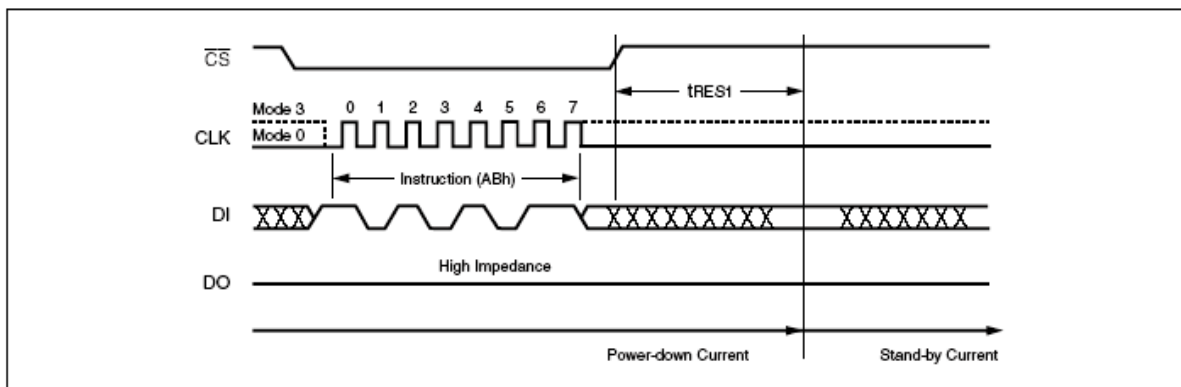 CS
tRES1
Mode 3
0 1 2 3 4 5 6 7
CLK
Mode 0
Instruction (ABh)
DI
High Impedance
DO
Power-down Current
Stand-by Current